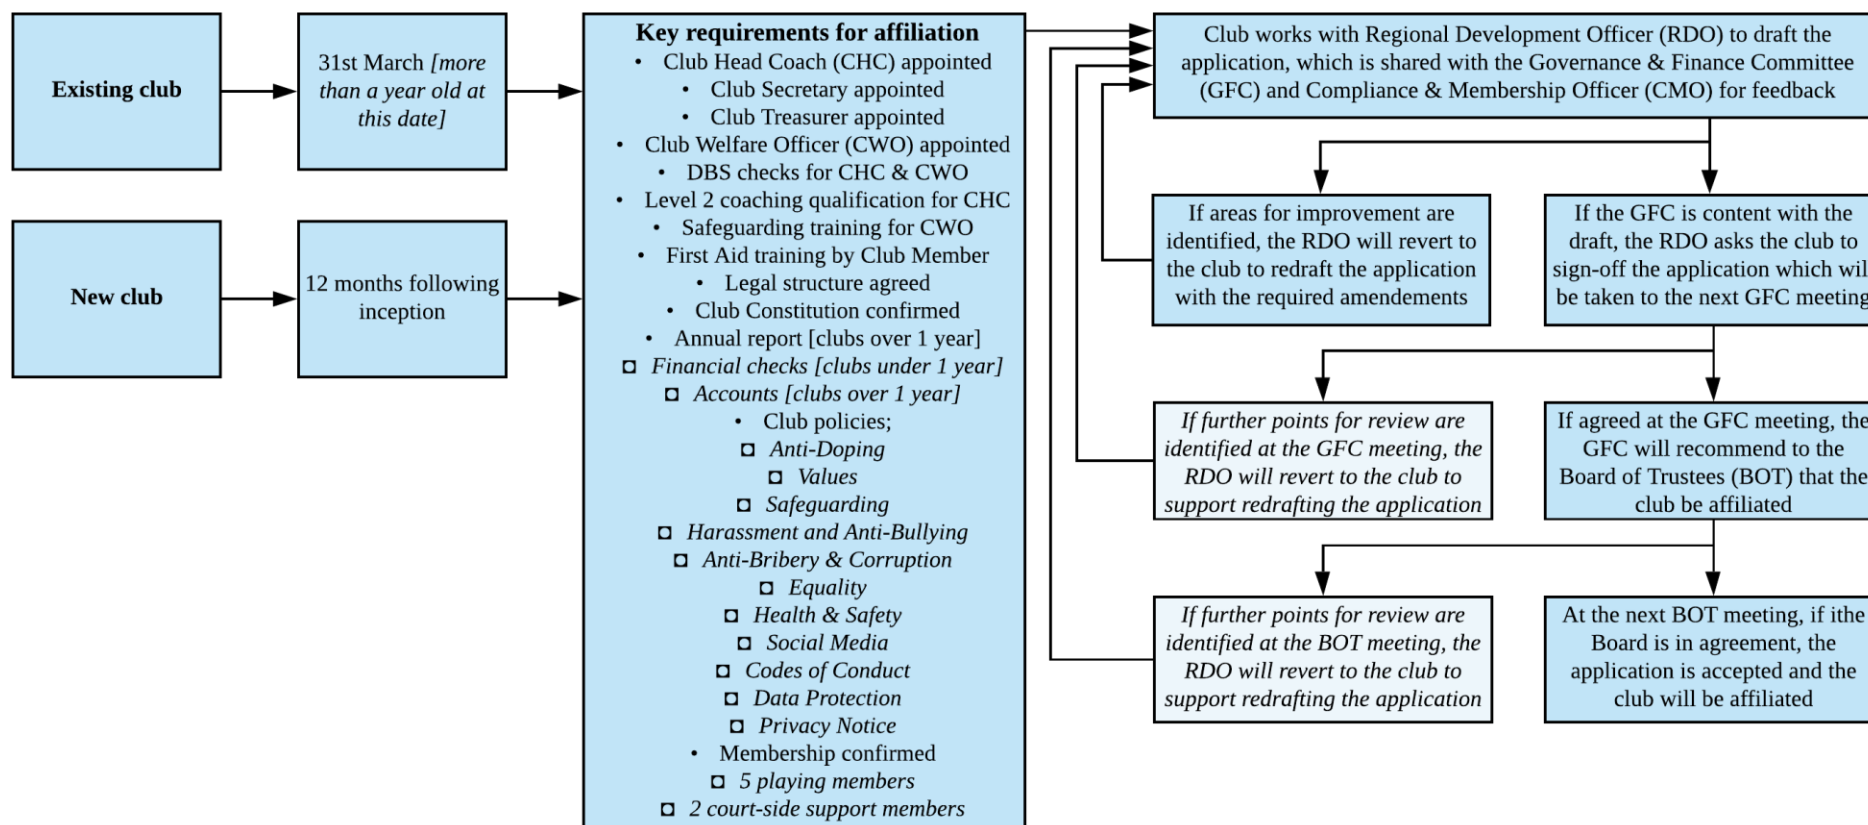 Existing club
31st March [more
than a year old at
this date]
New club
12 months following
inception
Key requirements for affiliation
• Club Head Coach (CHC) appointed
• Club Secretary appointed
• Club Treasurer appointed
• Club Welfare Officer (CWO) appointed
• DBS checks for CHC & CWO
• Level 2 coaching qualification for CHC
• Safeguarding training for CWO
• First Aid training by Club Member
• Legal structure agreed
• Club Constitution confirmed
• Annual report [clubs over 1 year]
◘ Financial checks [clubs under 1 year]
◘ Accounts [clubs over 1 year]
• Club policies;
◘ Anti-Doping
◘ Values
◘ Safeguarding
◘ Harassment and Anti-Bullying
◘ Anti-Bribery & Corruption
◘ Equality
◘ Health & Safety
◘ Social Media
◘ Codes of Conduct
◘ Data Protection
◘ Privacy Notice
• Membership confirmed
◘ 5 playing members
◘ 2 court-side support members
Club works with Regional Development Officer (RDO) to draft the
application, which is shared with the Governance & Finance Committee
(GFC) and Compliance & Membership Officer (CMO) for feedback
If areas for improvement are
identified, the RDO will revert to
the club to redraft the application
with the required amendements
If the GFC is content with the
draft, the RDO asks the club to
sign-off the application which will
be taken to the next GFC meeting
If further points for review are
identified at the GFC meeting, the
RDO will revert to the club to
support redrafting the application
If agreed at the GFC meeting, the
GFC will recommend to the
Board of Trustees (BOT) that the
club be affiliated
If further points for review are
identified at the BOT meeting, the
RDO will revert to the club to
support redrafting the application
At the next BOT meeting, if ithe
Board is in agreement, the
application is accepted and the
club will be affiliated